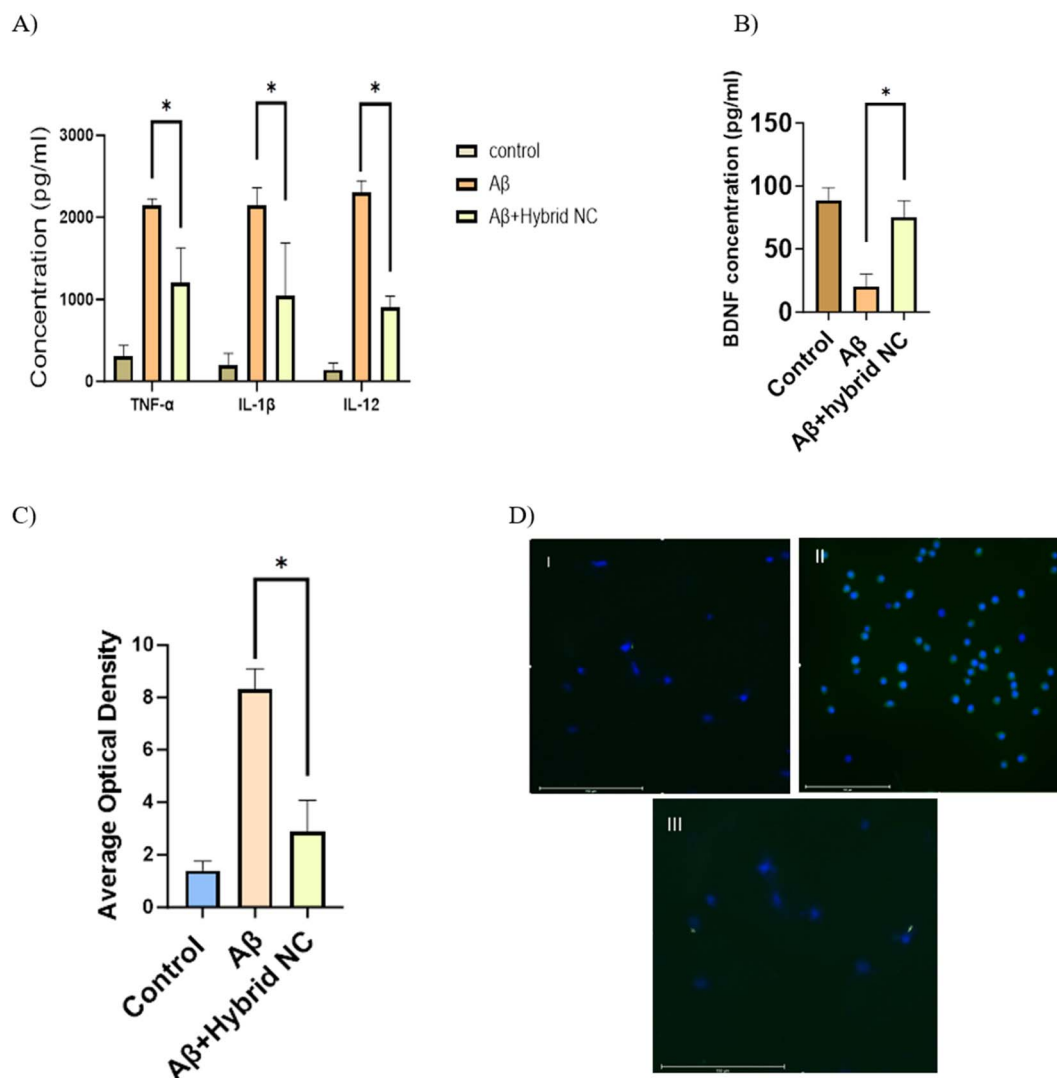 A)
B)
*
*
*
3000
2000
1000
0
Concentration (pg/ml)
TNF-α
IL-1β
IL-12
control
Aβ
Aβ+Hybrid NC
*
150
100
50
0
BDNF concentration (pg/ml)
Control
Aβ
Aβ+hybrid NC
C)
D)
*
10
8
6
4
2
0
Average Optical Density
Control
Aβ
Aβ+Hybrid NC
I
II
III